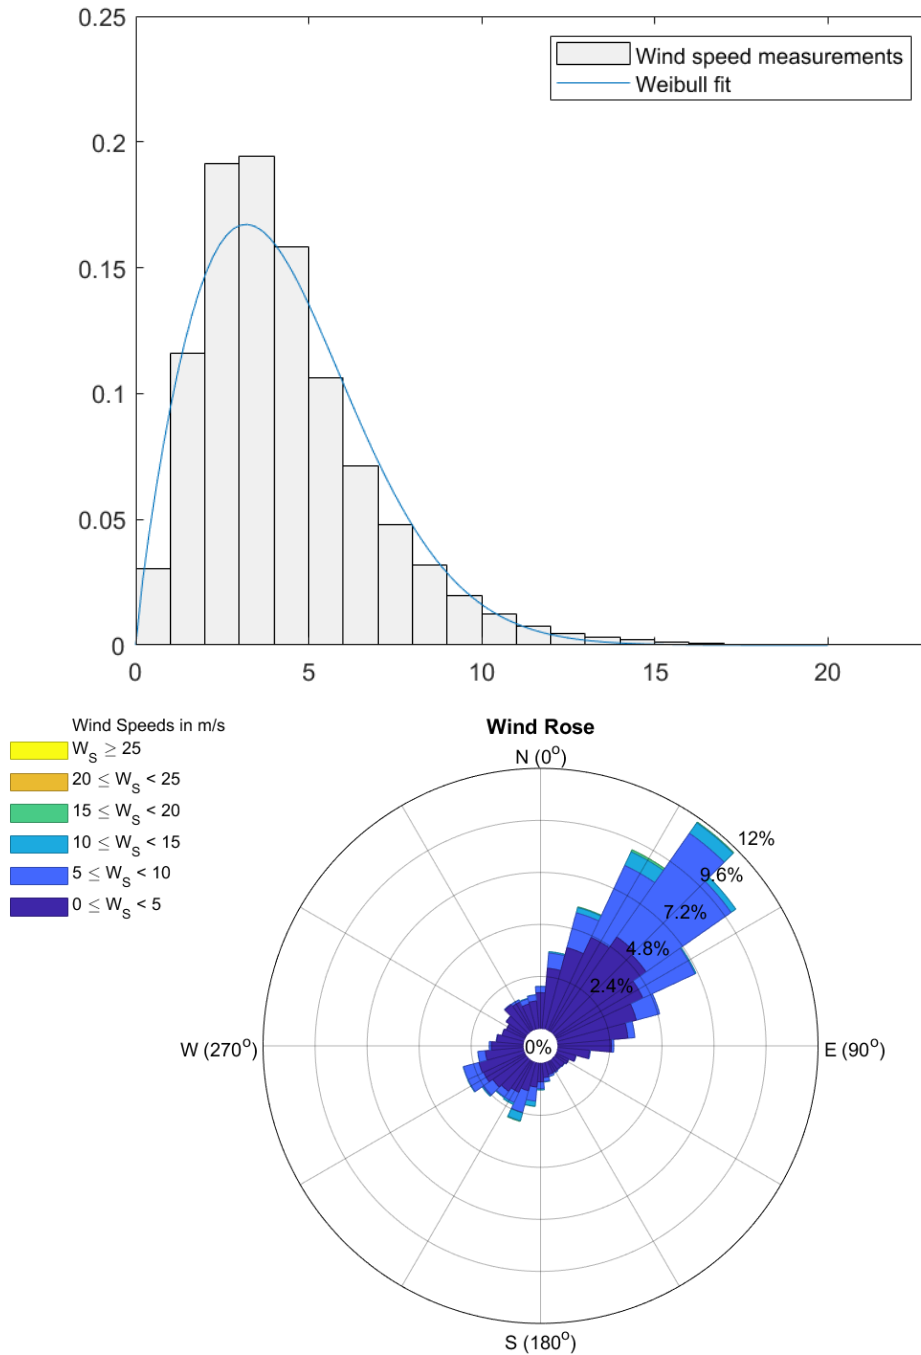 0.25
Wind speed measurements
Weibull fit
0.2
0.15
0.1
0.05
0
0 5 10 15 20
Wind Speeds in m/s
W_S ≥ 25
20 ≤ W_S < 25
15 ≤ W_S < 20
10 ≤ W_S < 15
5 ≤ W_S < 10
0 ≤ W_S < 5
Wind Rose
N (0°)
12%
9.6%
7.2%
4.8%
2.4%
0%
W (270°)
E (90°)
S (180°)